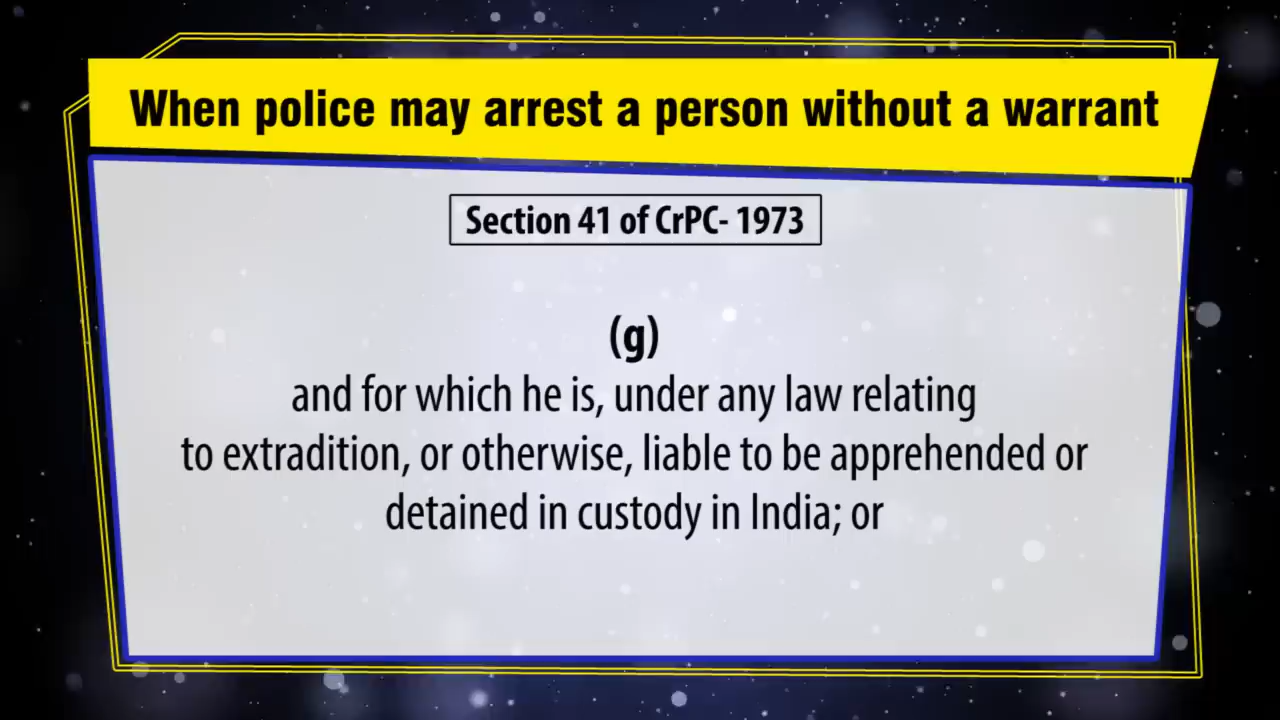 When police may arrest a person without a warrant
Section 41 of CrPC- 1973
(g)
and for which he is, under any law relating
to extradition, or otherwise, liable to be apprehended or
detained in custody in India; or